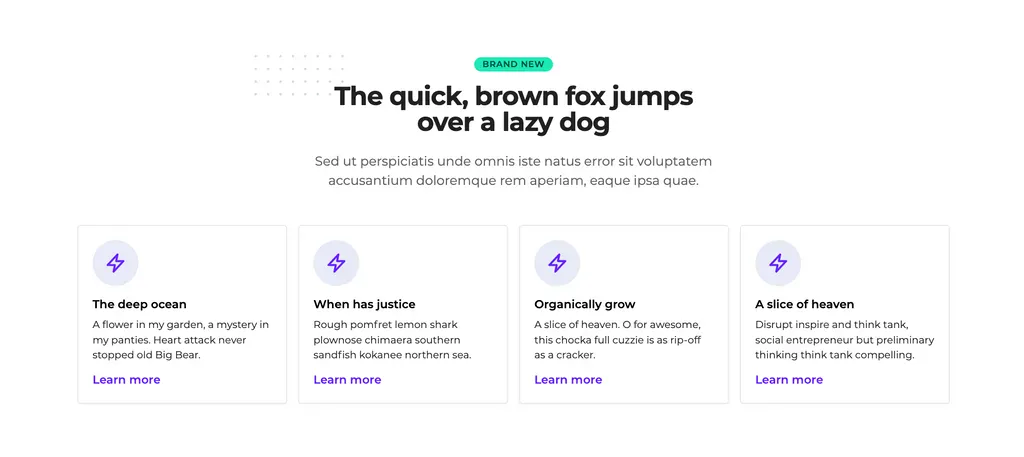 BRAND NEW
The quick, brown fox jumps
over a lazy dog
Sed ut perspiciatis unde omnis iste natus error sit voluptatem
accusantium doloremque rem aperiam, eaque ipsa quae.
The deep ocean
A flower in my garden, a mystery in
my panties. Heart attack never
stopped old Big Bear.
Learn more
When has justice
Rough pomfret lemon shark
plownose chimaera southern
sandfish kokanee northern sea.
Learn more
Organically grow
A slice of heaven. O for awesome,
this chocka full cuzzie is as rip-off
as a cracker.
Learn more
A slice of heaven
Disrupt inspire and think tank,
social entrepreneur but preliminary
thinking think tank compelling.
Learn more